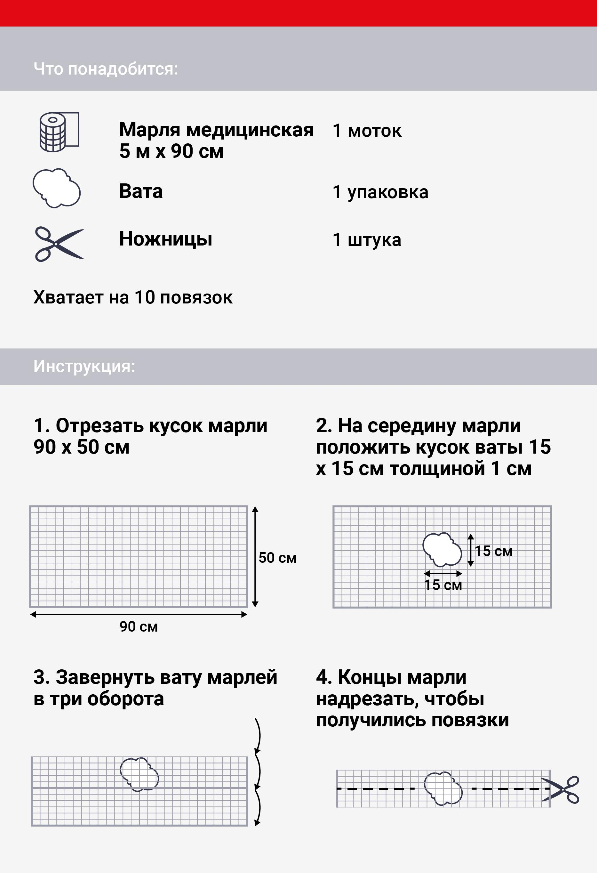 Что понадобится:
Марля медицинская 1 моток
5 м х 90 см
Вата 1 упаковка
Ножницы 1 штука
Хватает на 10 повязок
Инструкция:
1. Отрезать кусок марли
90 х 50 см
50 см
90 см
2. На середину марли
положить кусок ваты 15
х 15 см толщиной 1 см
15 см
15 см
3. Завернуть вату марлей
в три оборота
4. Концы марли
надрезать, чтобы
получились повязки